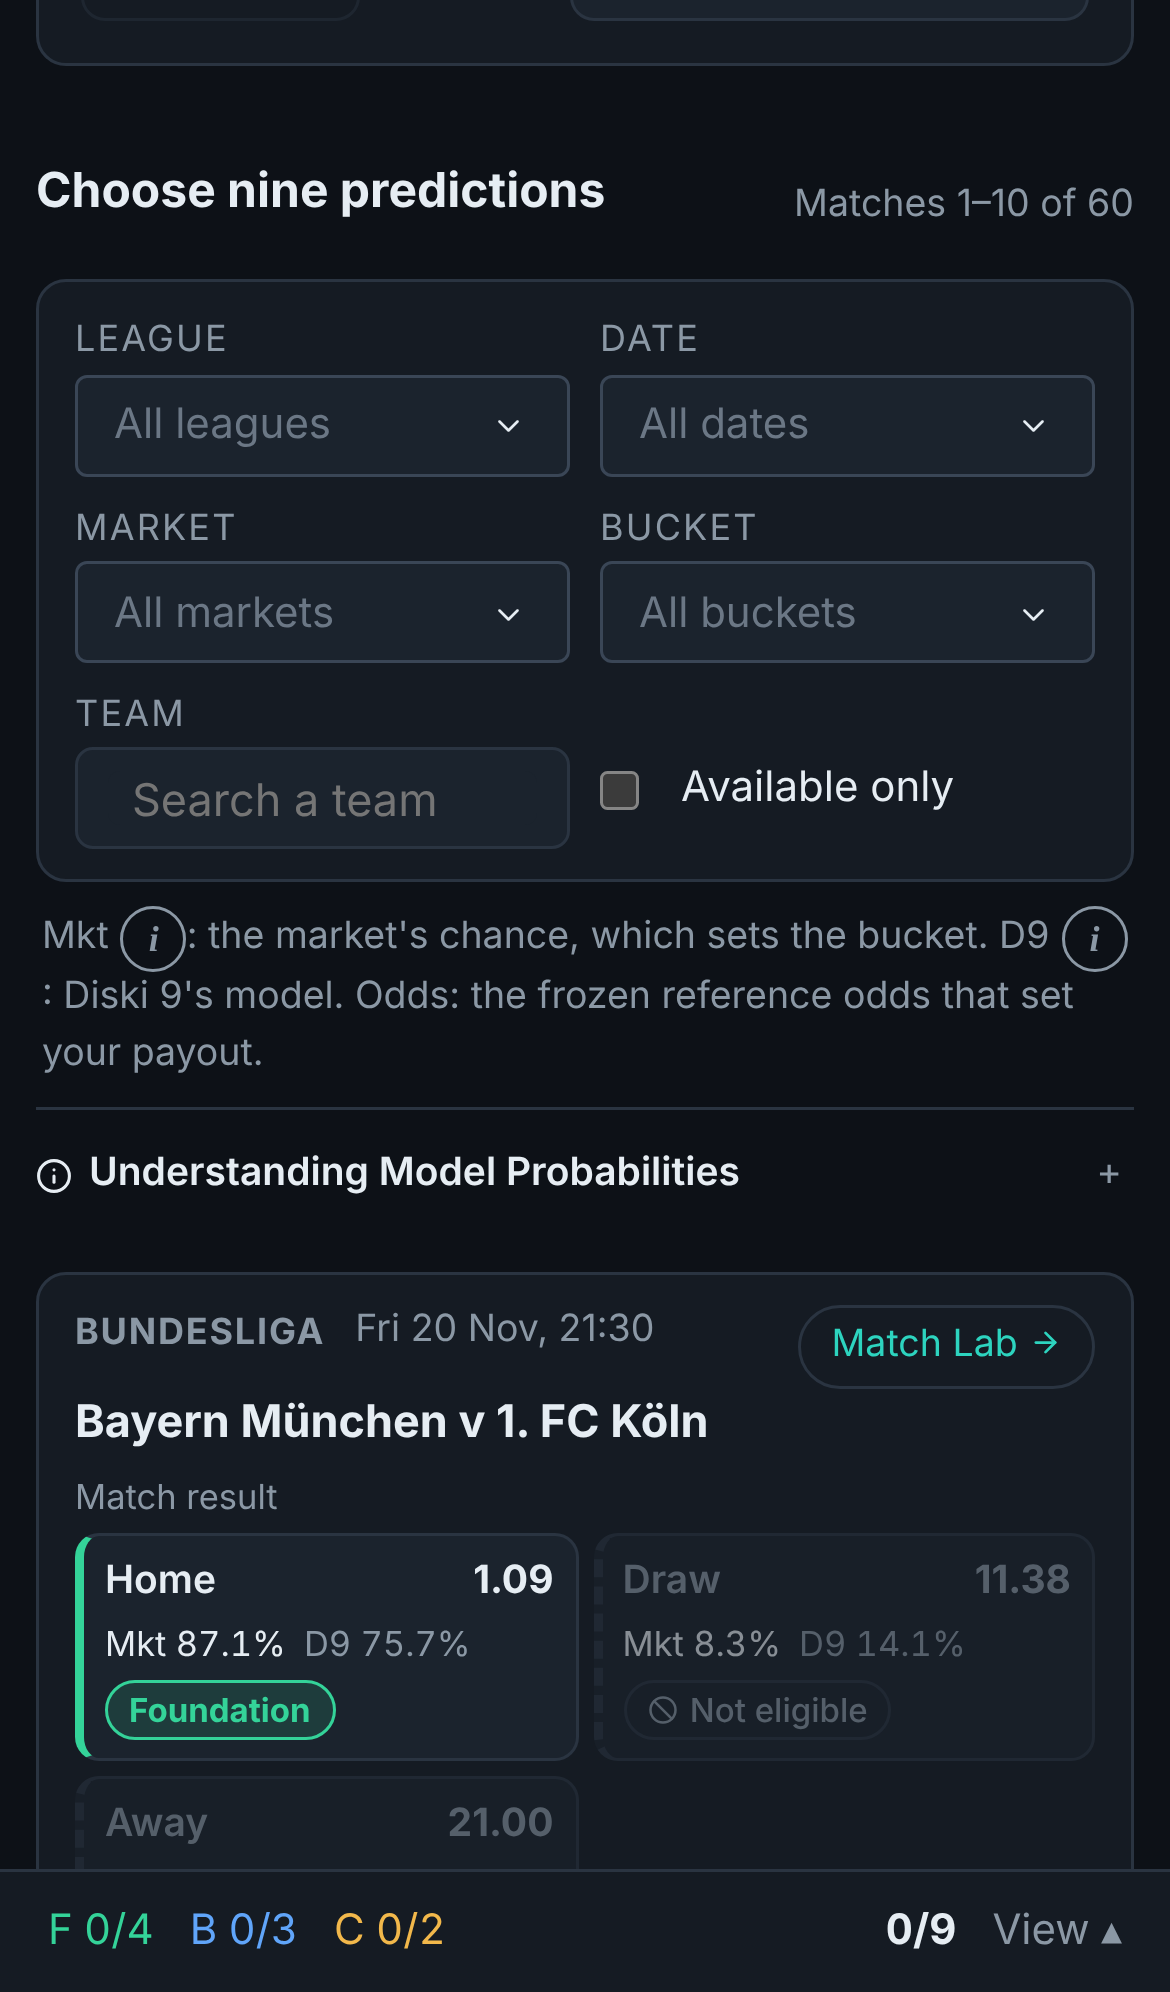 Choose nine predictions
Matches 1–10 of 60
LEAGUE
DATE
All leagues
All dates
MARKET
BUCKET
All markets
All buckets
TEAM
Search a team
Available only
Mkt i: the market's chance, which sets the bucket. D9 i
: Diski 9's model. Odds: the frozen reference odds that set
your payout.
Understanding Model Probabilities +
BUNDESLIGA Fri 20 Nov, 21:30
Match Lab →
Bayern München v 1. FC Köln
Match result
Home 1.09
Mkt 87.1% D9 75.7%
Foundation
Draw 11.38
Mkt 8.3% D9 14.1%
Not eligible
Away 21.00
F 0/4 B 0/3 C 0/2 0/9 View ▲